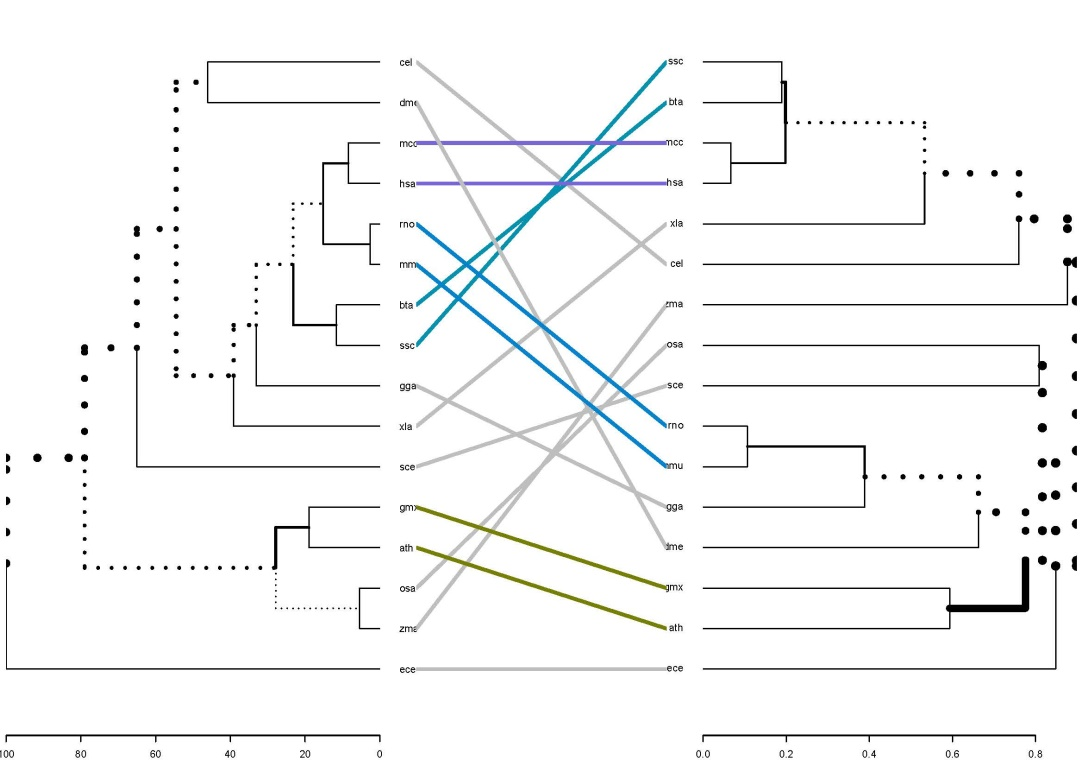 cel ssc
dme bta
mcc mcc
hsa hsa
rno xla
mm cel
bta zma
ssc osa
gga sce
xla rno
sce mmu
gmx gga
ath dme
osa gmx
zma ath
ece ece
100 80 60 40 20 0 0.0 0.2 0.4 0.6 0.8